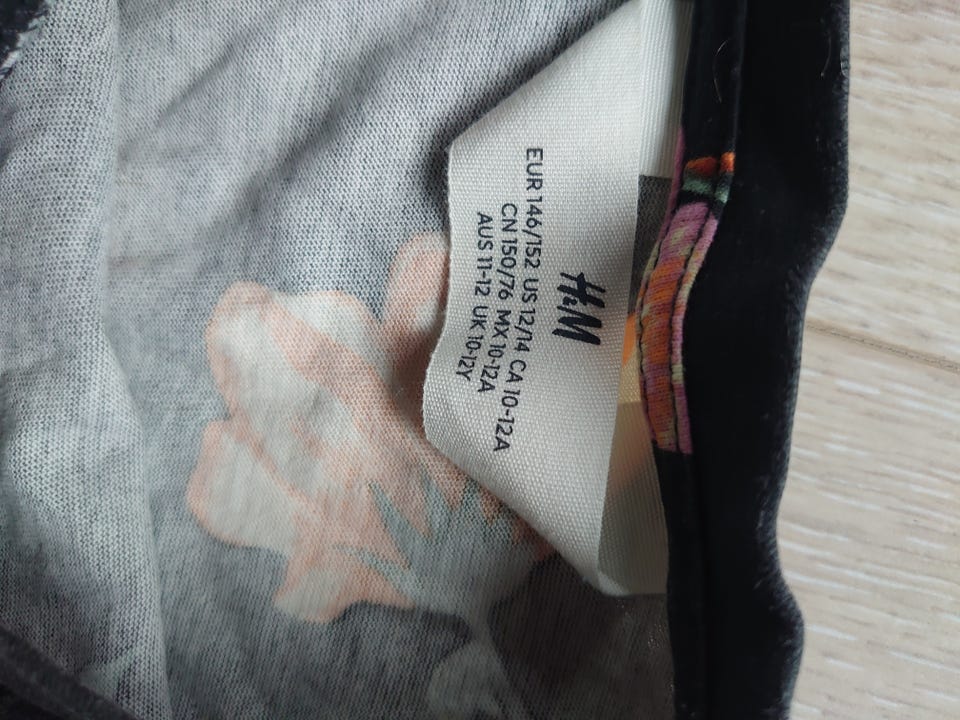 H&M
EUR 146/152 US 12/14 CA 10-12A
CN 150/76 MX 10-12A
AUS 11-12 UK 10-12Y